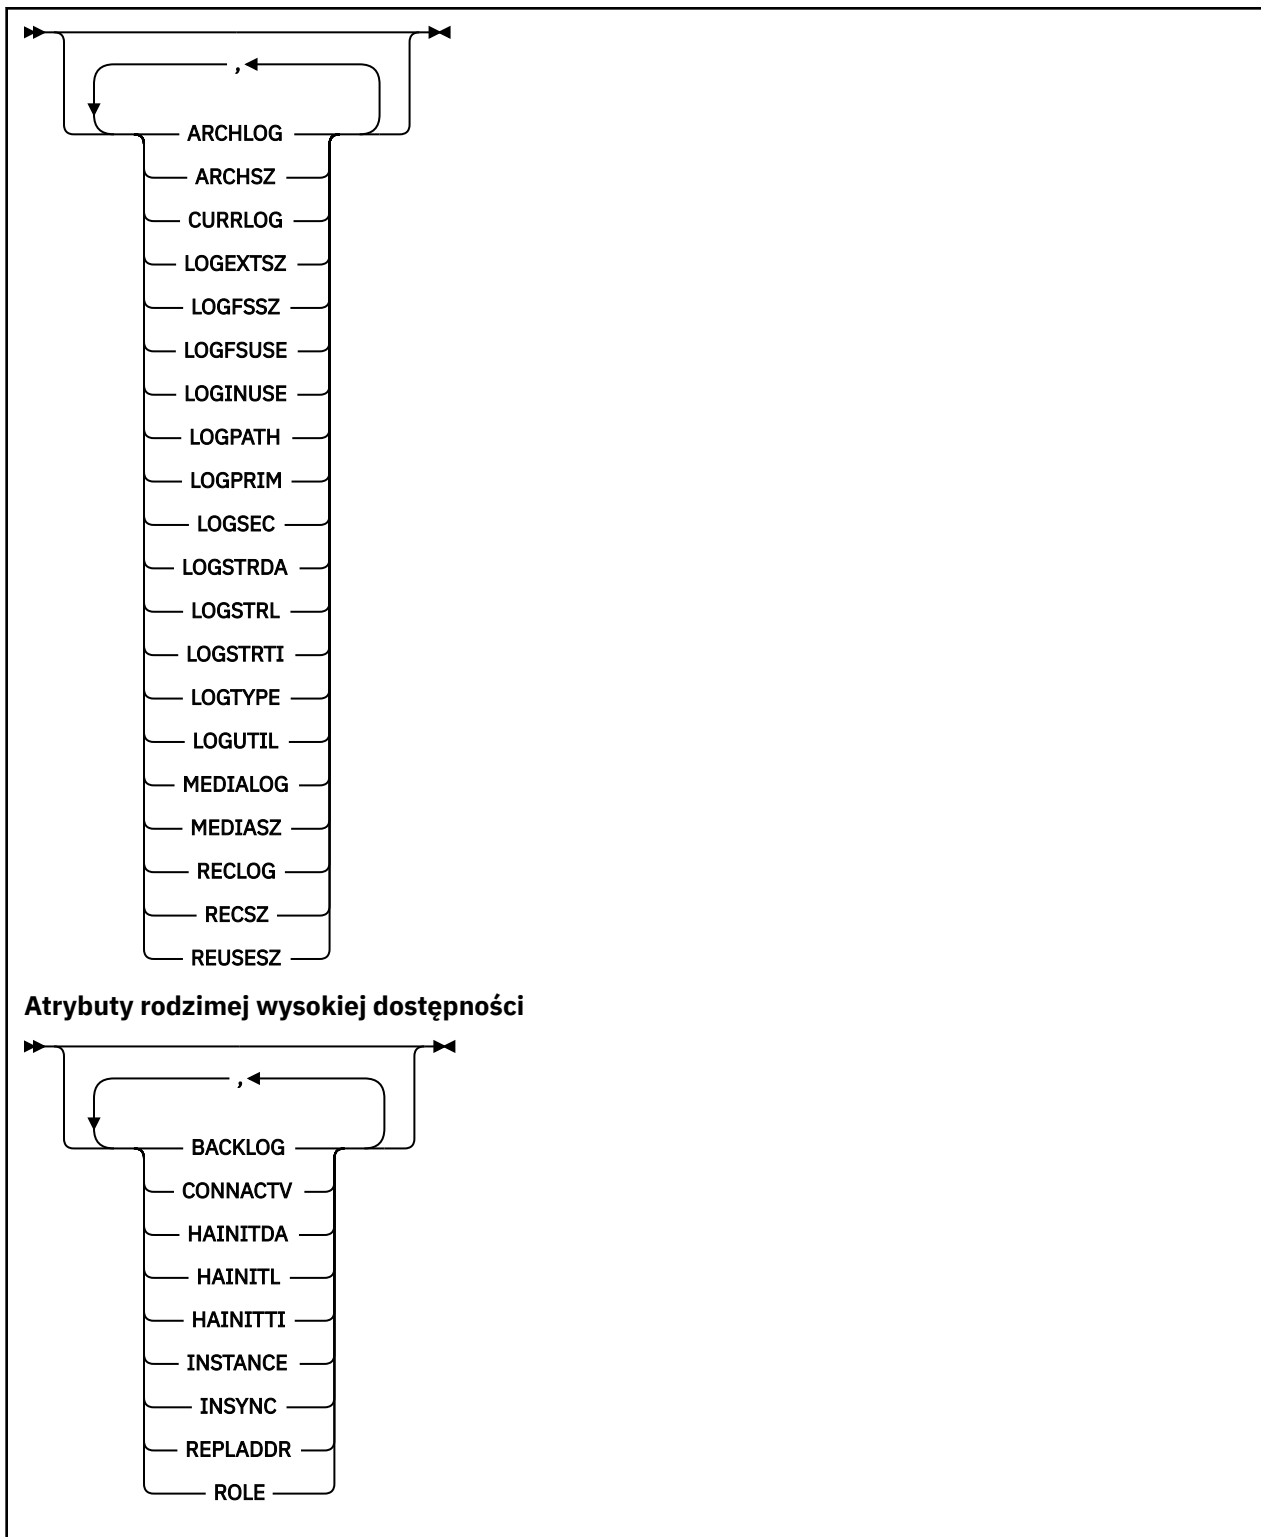 ,
ARCHLOG
ARCHSZ
CURRLOG
LOGEXTSZ
LOGFSSZ
LOGFSUSE
LOGINUSE
LOGPATH
LOGPRIM
LOGSEC
LOGSTRDA
LOGSTRL
LOGSTRTI
LOGTYPE
LOGUTIL
MEDIALOG
MEDIASZ
RECLOG
RECSZ
REUSESZ
Atrybuty rodzimej wysokiej dostępności
,
BACKLOG
CONNACTV
HAINITDA
HAINITL
HAINITTI
INSTANCE
INSYNC
REPLADDR
ROLE